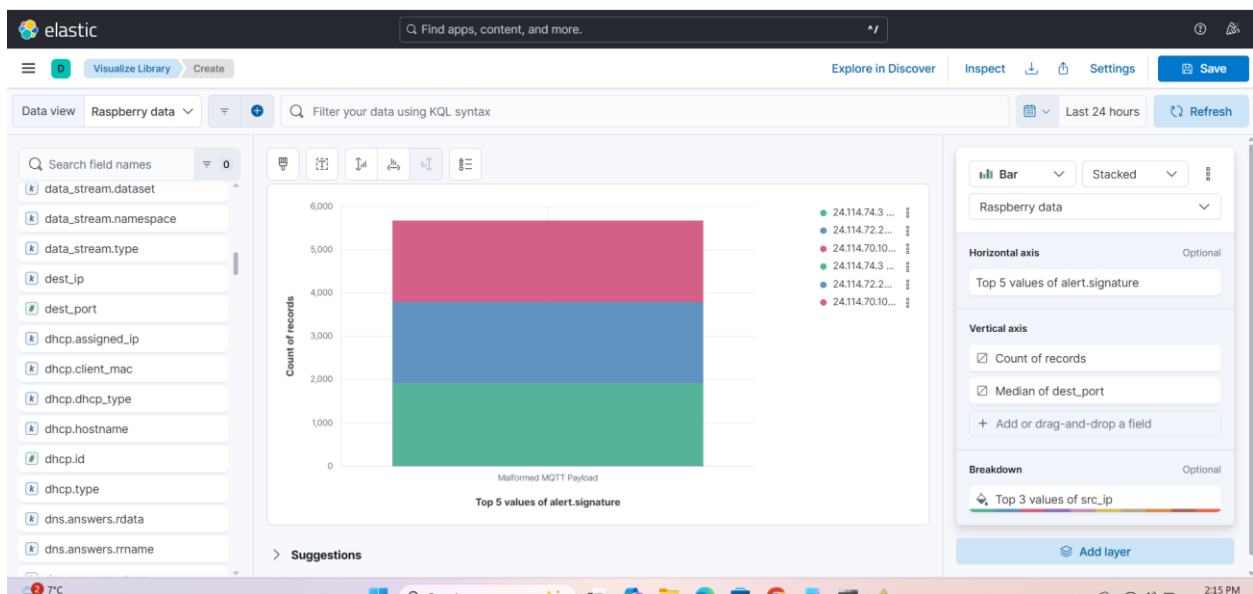 elastic
Find apps, content, and more.
^/
D
Visualize Library
Create
Explore in Discover
Inspect
Settings
Save
Data view
Raspberry data
Filter your data using KQL syntax
Last 24 hours
Refresh
Search field names
0
k data_stream.dataset
k data_stream.namespace
k data_stream.type
k dest_ip
# dest_port
k dhcp.assigned_ip
k dhcp.client_mac
k dhcp.dhcp_type
k dhcp.hostname
# dhcp.id
k dhcp.type
k dns.answers.rdata
k dns.answers.rrname
6,000
5,000
4,000
3,000
2,000
1,000
0
Count of records
Malformed MQTT Payload
Top 5 values of alert.signature
24.114.74.3 ...
24.114.72.2...
24.114.70.10...
24.114.74.3 ...
24.114.72.2...
24.114.70.10...
Suggestions
Bar
Stacked
Raspberry data
Horizontal axis
Optional
Top 5 values of alert.signature
Vertical axis
Count of records
Median of dest_port
+ Add or drag-and-drop a field
Breakdown
Optional
Top 3 values of src_ip
Add layer
2
7°C
2:15 PM